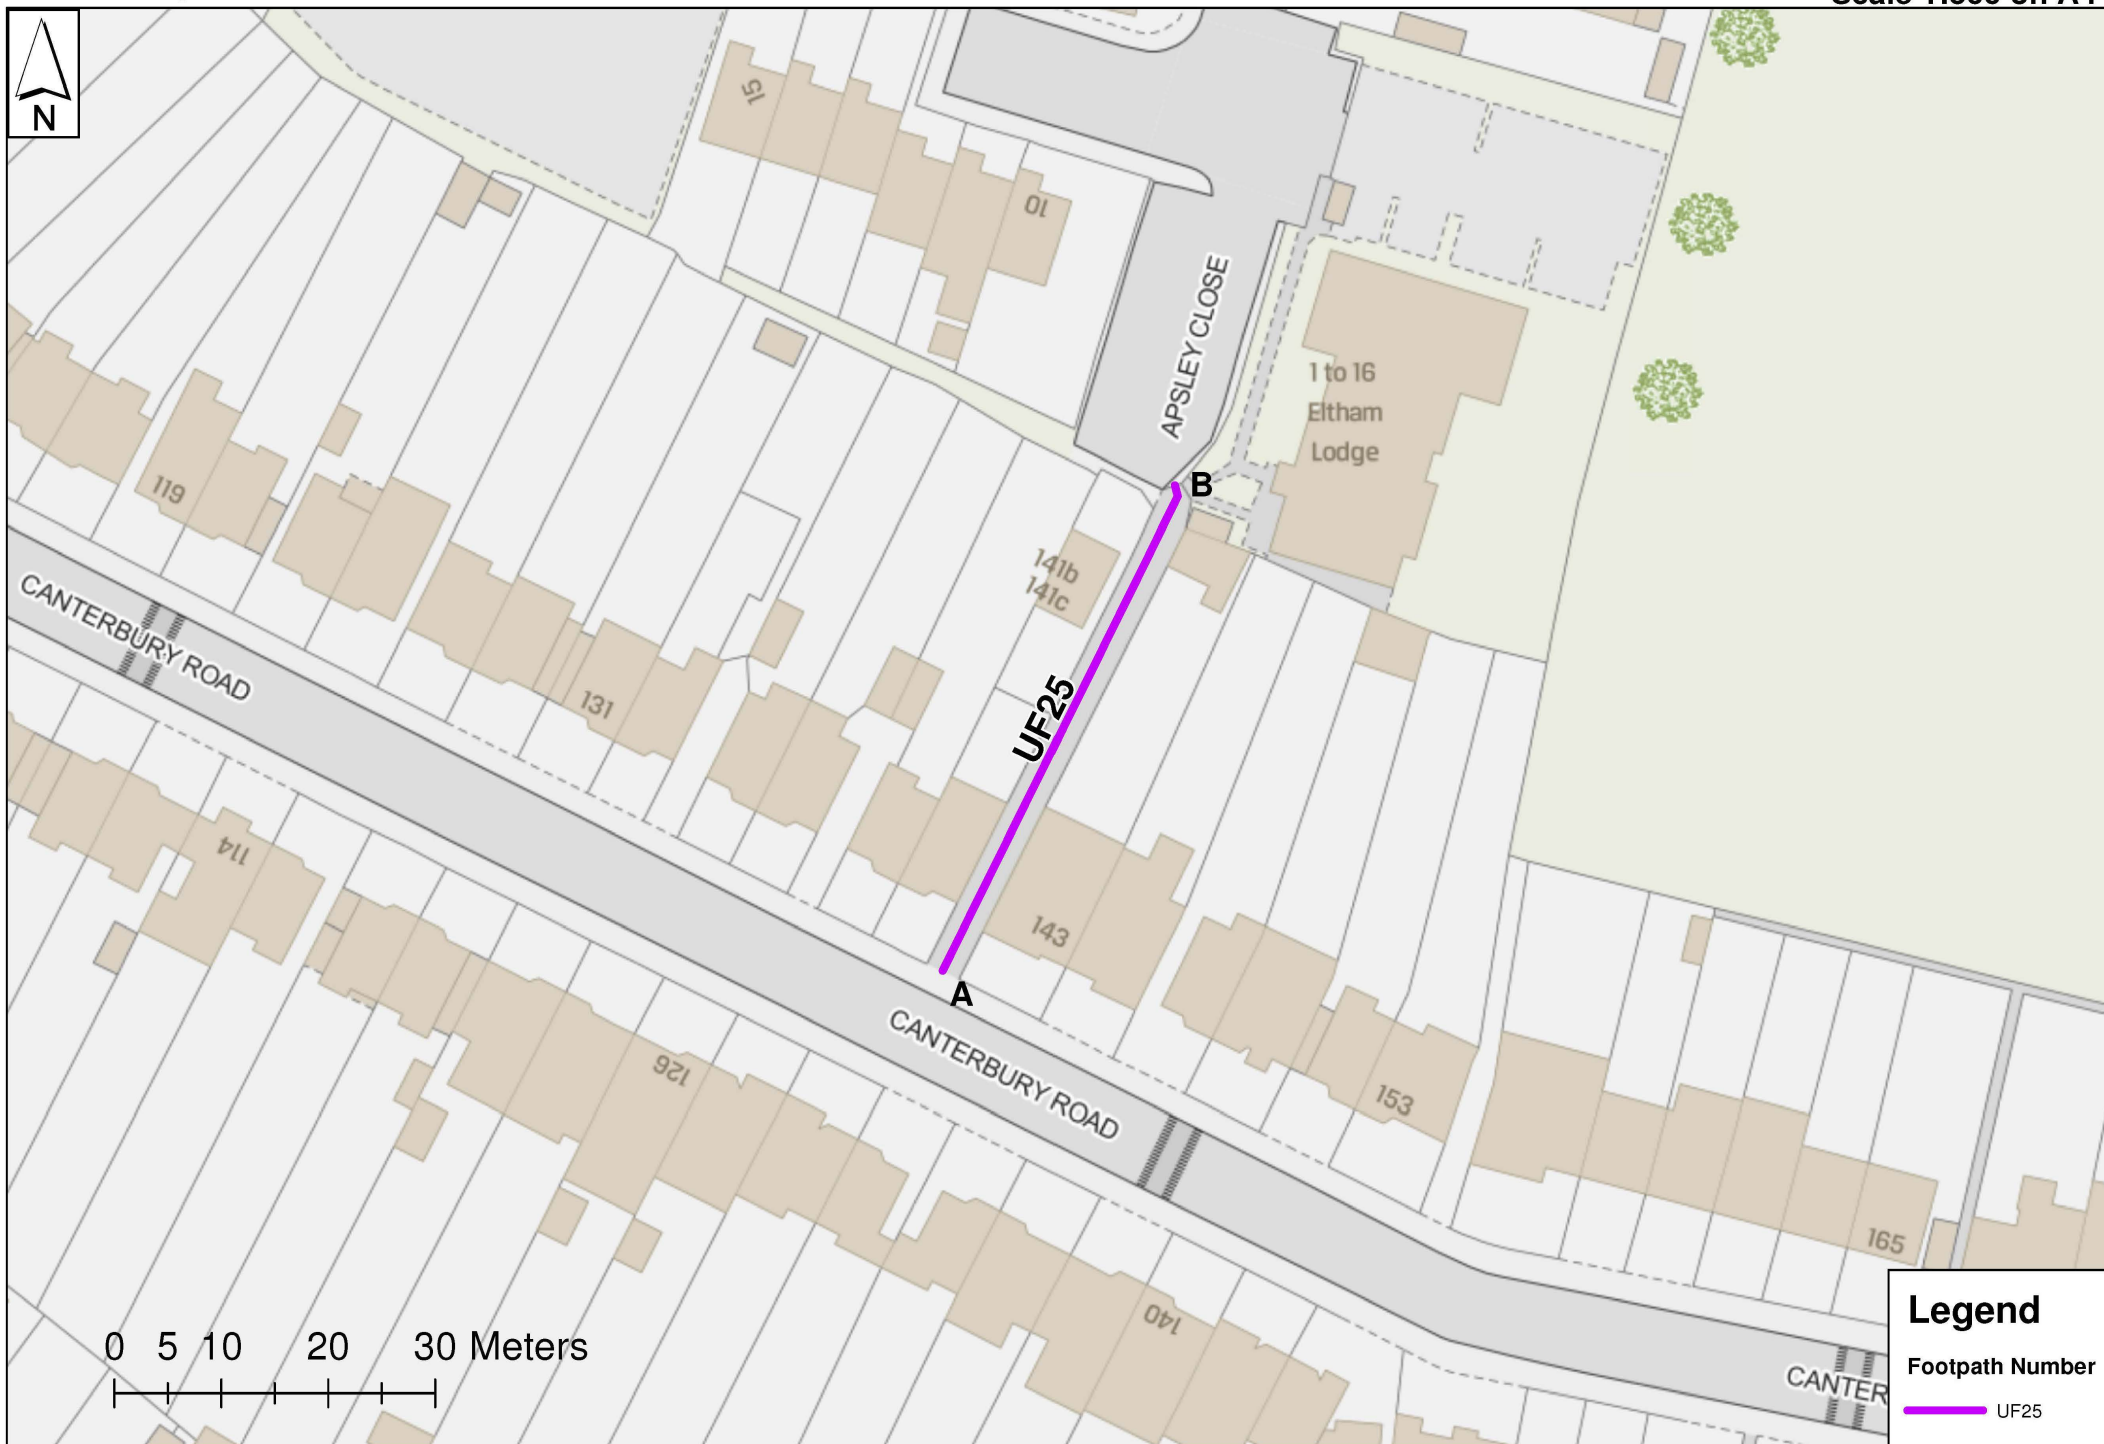 N
15
10
APSLEY CLOSE
1 to 16
Eltham
Lodge
B
119
141b
141c
CANTERBURY ROAD
UF25
131
114
143
A
CANTERBURY ROAD
126
153
165
140
0 5 10 20 30 Meters
CANTER
Legend
Footpath Number
UF25